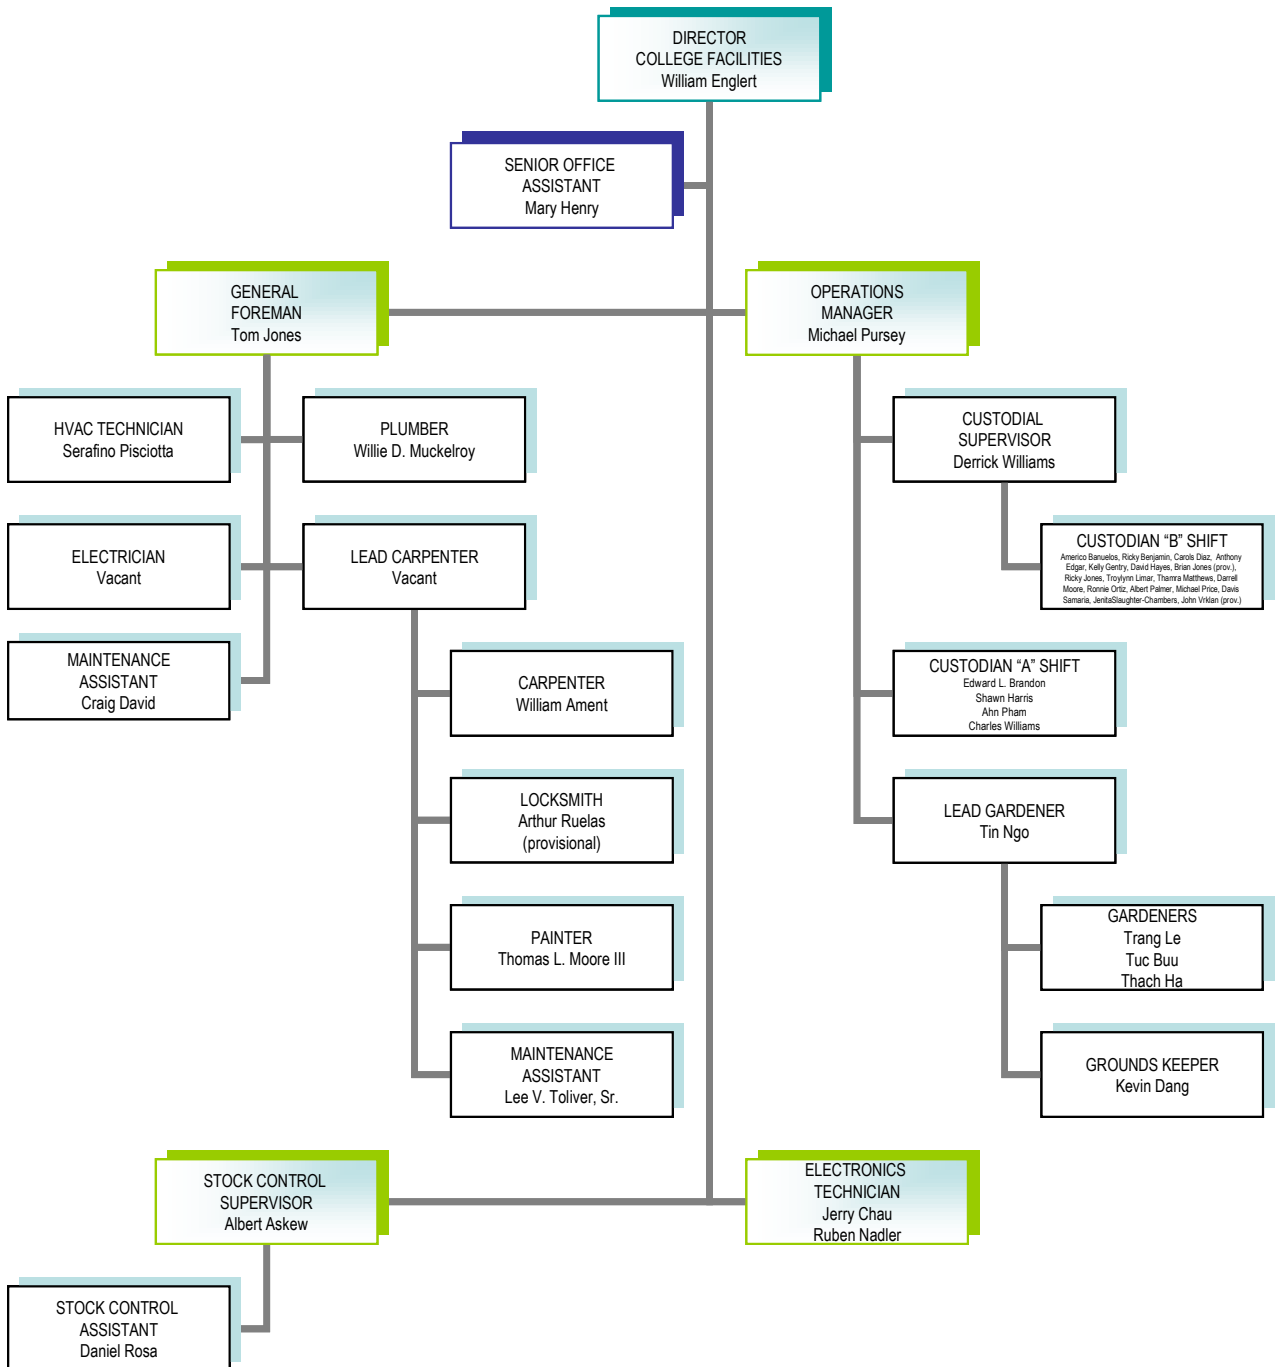 DIRECTOR
COLLEGE FACILITIES
William Englert
SENIOR OFFICE
ASSISTANT
Mary Henry
GENERAL
FOREMAN
Tom Jones
OPERATIONS
MANAGER
Michael Pursey
HVAC TECHNICIAN
Serafino Pisciotta
PLUMBER
Willie D. Muckelroy
CUSTODIAL
SUPERVISOR
Derrick Williams
ELECTRICIAN
Vacant
LEAD CARPENTER
Vacant
CUSTODIAN “B” SHIFT
Americo Banuelos, Ricky Benjamin, Carols Diaz, Anthony
Edgar, Kelly Gentry, David Hayes, Brian Jones (prov.),
Ricky Jones, Troylynn Limar, Thamra Matthews, Darrell
Moore, Ronnie Ortiz, Albert Palmer, Michael Price, Davis
Samaria, JenitaSlaughter-Chambers, John Vrklan (prov.)
MAINTENANCE
ASSISTANT
Craig David
CARPENTER
William Ament
CUSTODIAN “A” SHIFT
Edward L. Brandon
Shawn Harris
Ahn Pham
Charles Williams
LOCKSMITH
Arthur Ruelas
(provisional)
LEAD GARDENER
Tin Ngo
PAINTER
Thomas L. Moore III
GARDENERS
Trang Le
Tuc Buu
Thach Ha
MAINTENANCE
ASSISTANT
Lee V. Toliver, Sr.
GROUNDS KEEPER
Kevin Dang
STOCK CONTROL
SUPERVISOR
Albert Askew
ELECTRONICS
TECHNICIAN
Jerry Chau
Ruben Nadler
STOCK CONTROL
ASSISTANT
Daniel Rosa